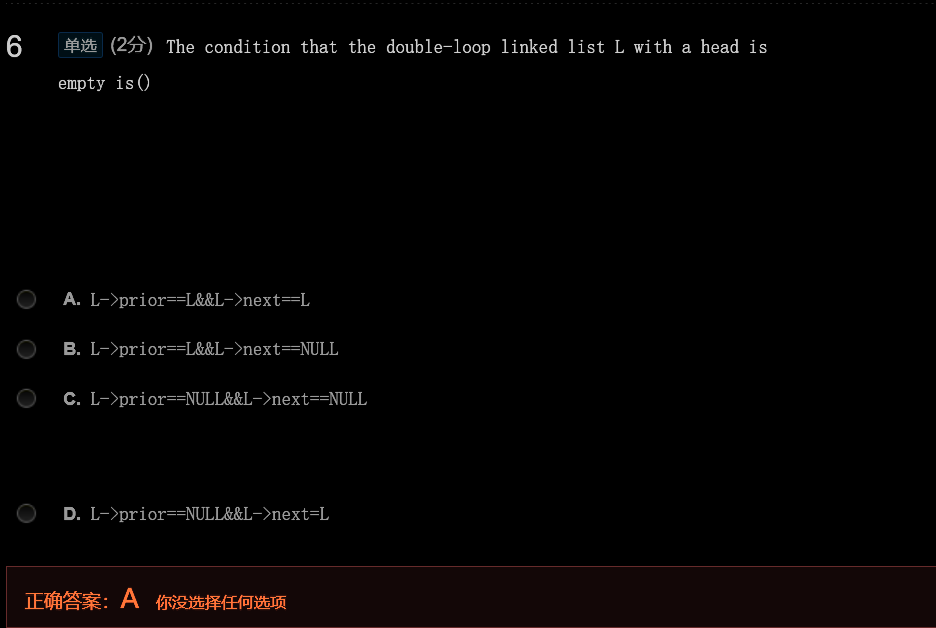 6 单选 (2分) The condition that the double-loop linked list L with a head is
empty is()
A. L->prior==L&&L->next==L
B. L->prior==L&&L->next==NULL
C. L->prior==NULL&&L->next==NULL
D. L->prior==NULL&&L->next=L
正确答案: A 你没选择任何选项